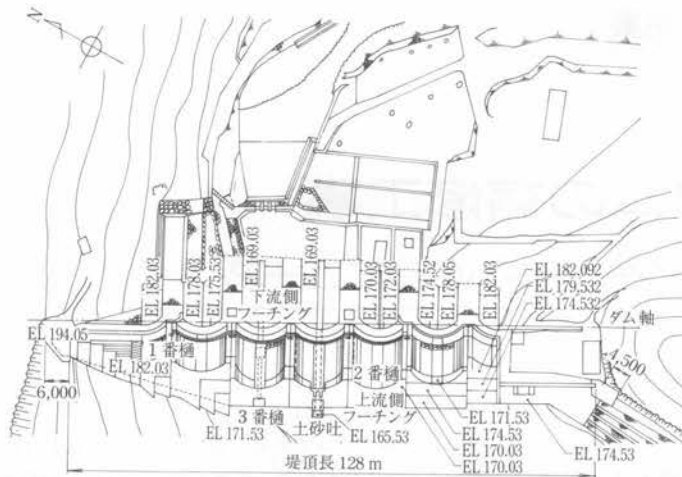 N
EL 182.03
EL 178.03
EL 175.53
EL 169.03
EL 169.03
EL 170.03
EL 172.03
EL 174.52
EL 178.05
EL 182.03
EL 182.092
EL 179.532
EL 174.532
下流側
フーチング
ダム軸
EL 194.05
1番樋
EL 182.03
6,000
4,500
2番樋
上流側
フーチング
3番樋
土砂吐
EL 171.53
EL 165.53
EL 171.53
EL 174.53
EL 170.03
EL 170.03
EL 174.53
堤頂長 128 m